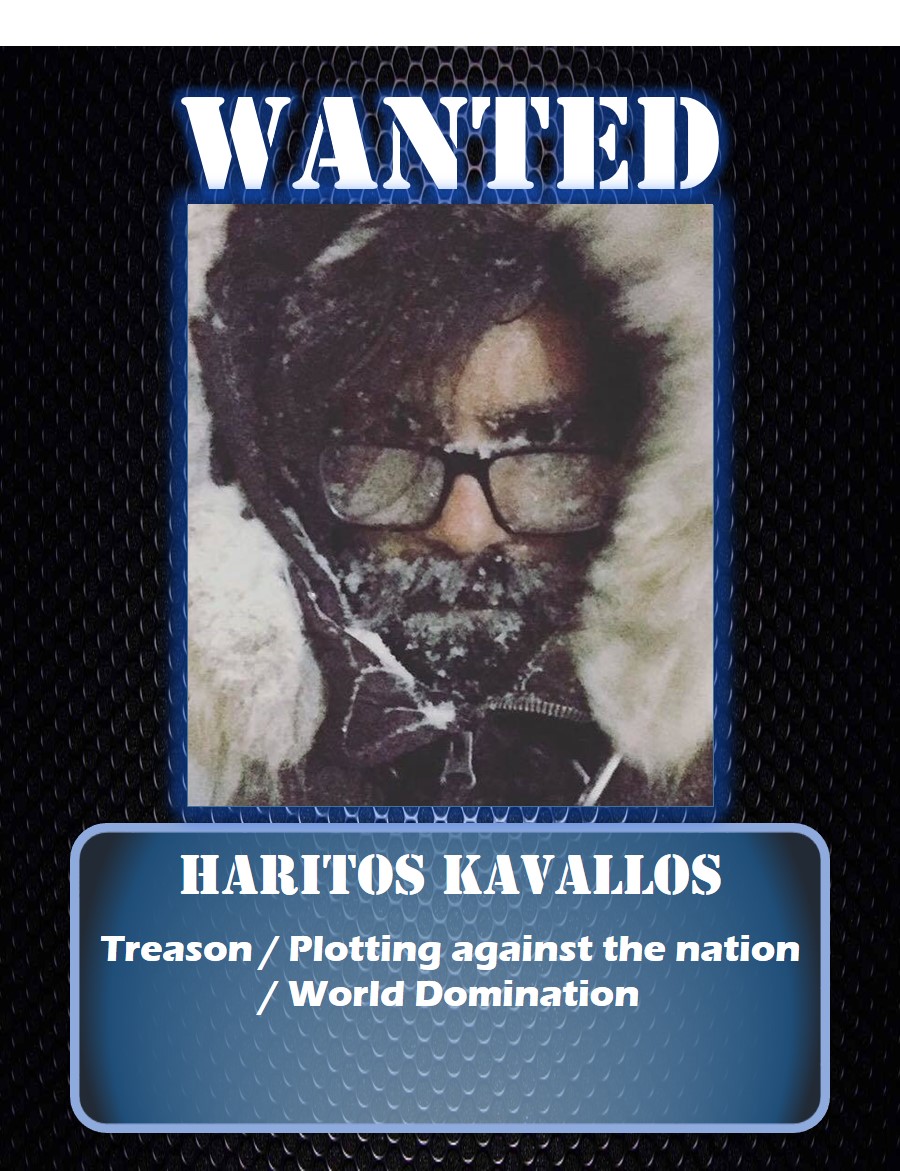 WANTED
HARITOS KAVALLOS
Treason / Plotting against the nation
/ World Domination